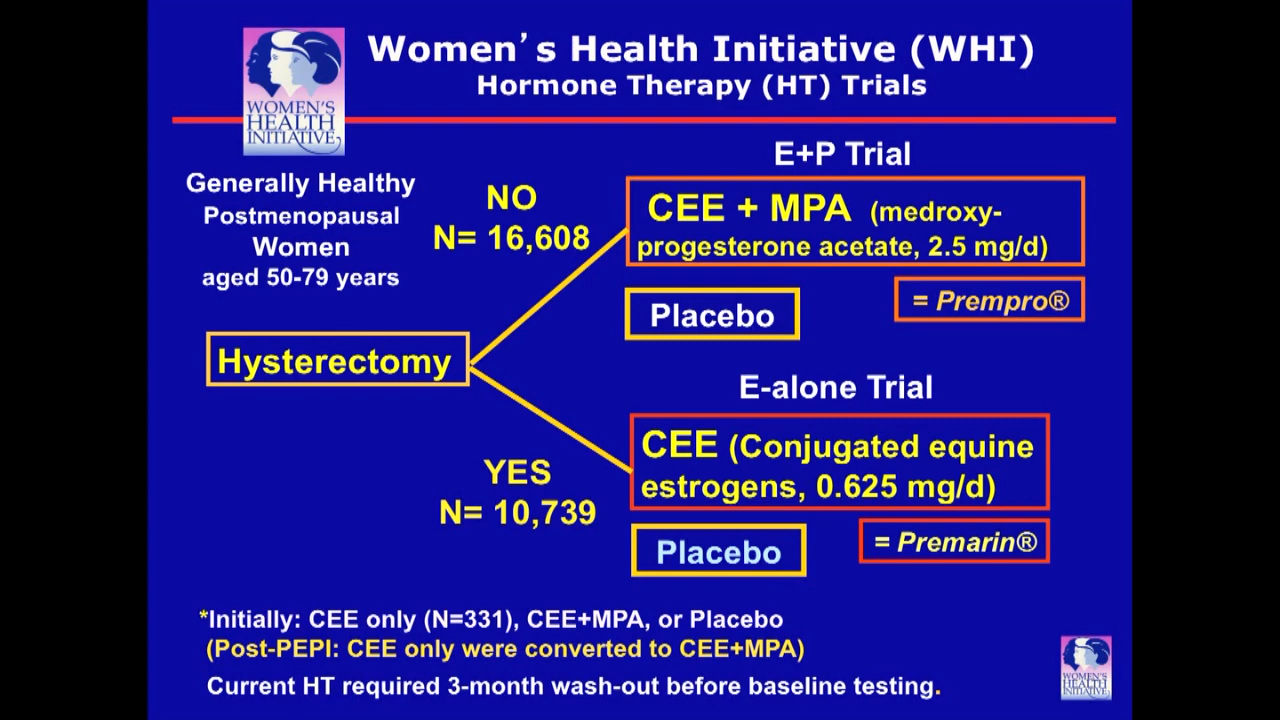 Women's Health Initiative (WHI)
Hormone Therapy (HT) Trials
WOMEN'S
HEALTH
INITIATIVE
Generally Healthy
Postmenopausal
Women
aged 50-79 years
NO
N= 16,608
E+P Trial
CEE + MPA (medroxy-
progesterone acetate, 2.5 mg/d)
= Prempro®
Placebo
Hysterectomy
E-alone Trial
YES
N= 10,739
CEE (Conjugated equine
estrogens, 0.625 mg/d)
= Premarin®
Placebo
*Initially: CEE only (N=331), CEE+MPA, or Placebo
(Post-PEPI: CEE only were converted to CEE+MPA)
Current HT required 3-month wash-out before baseline testing.
WOMEN'S
HEALTH
INITIATIVE